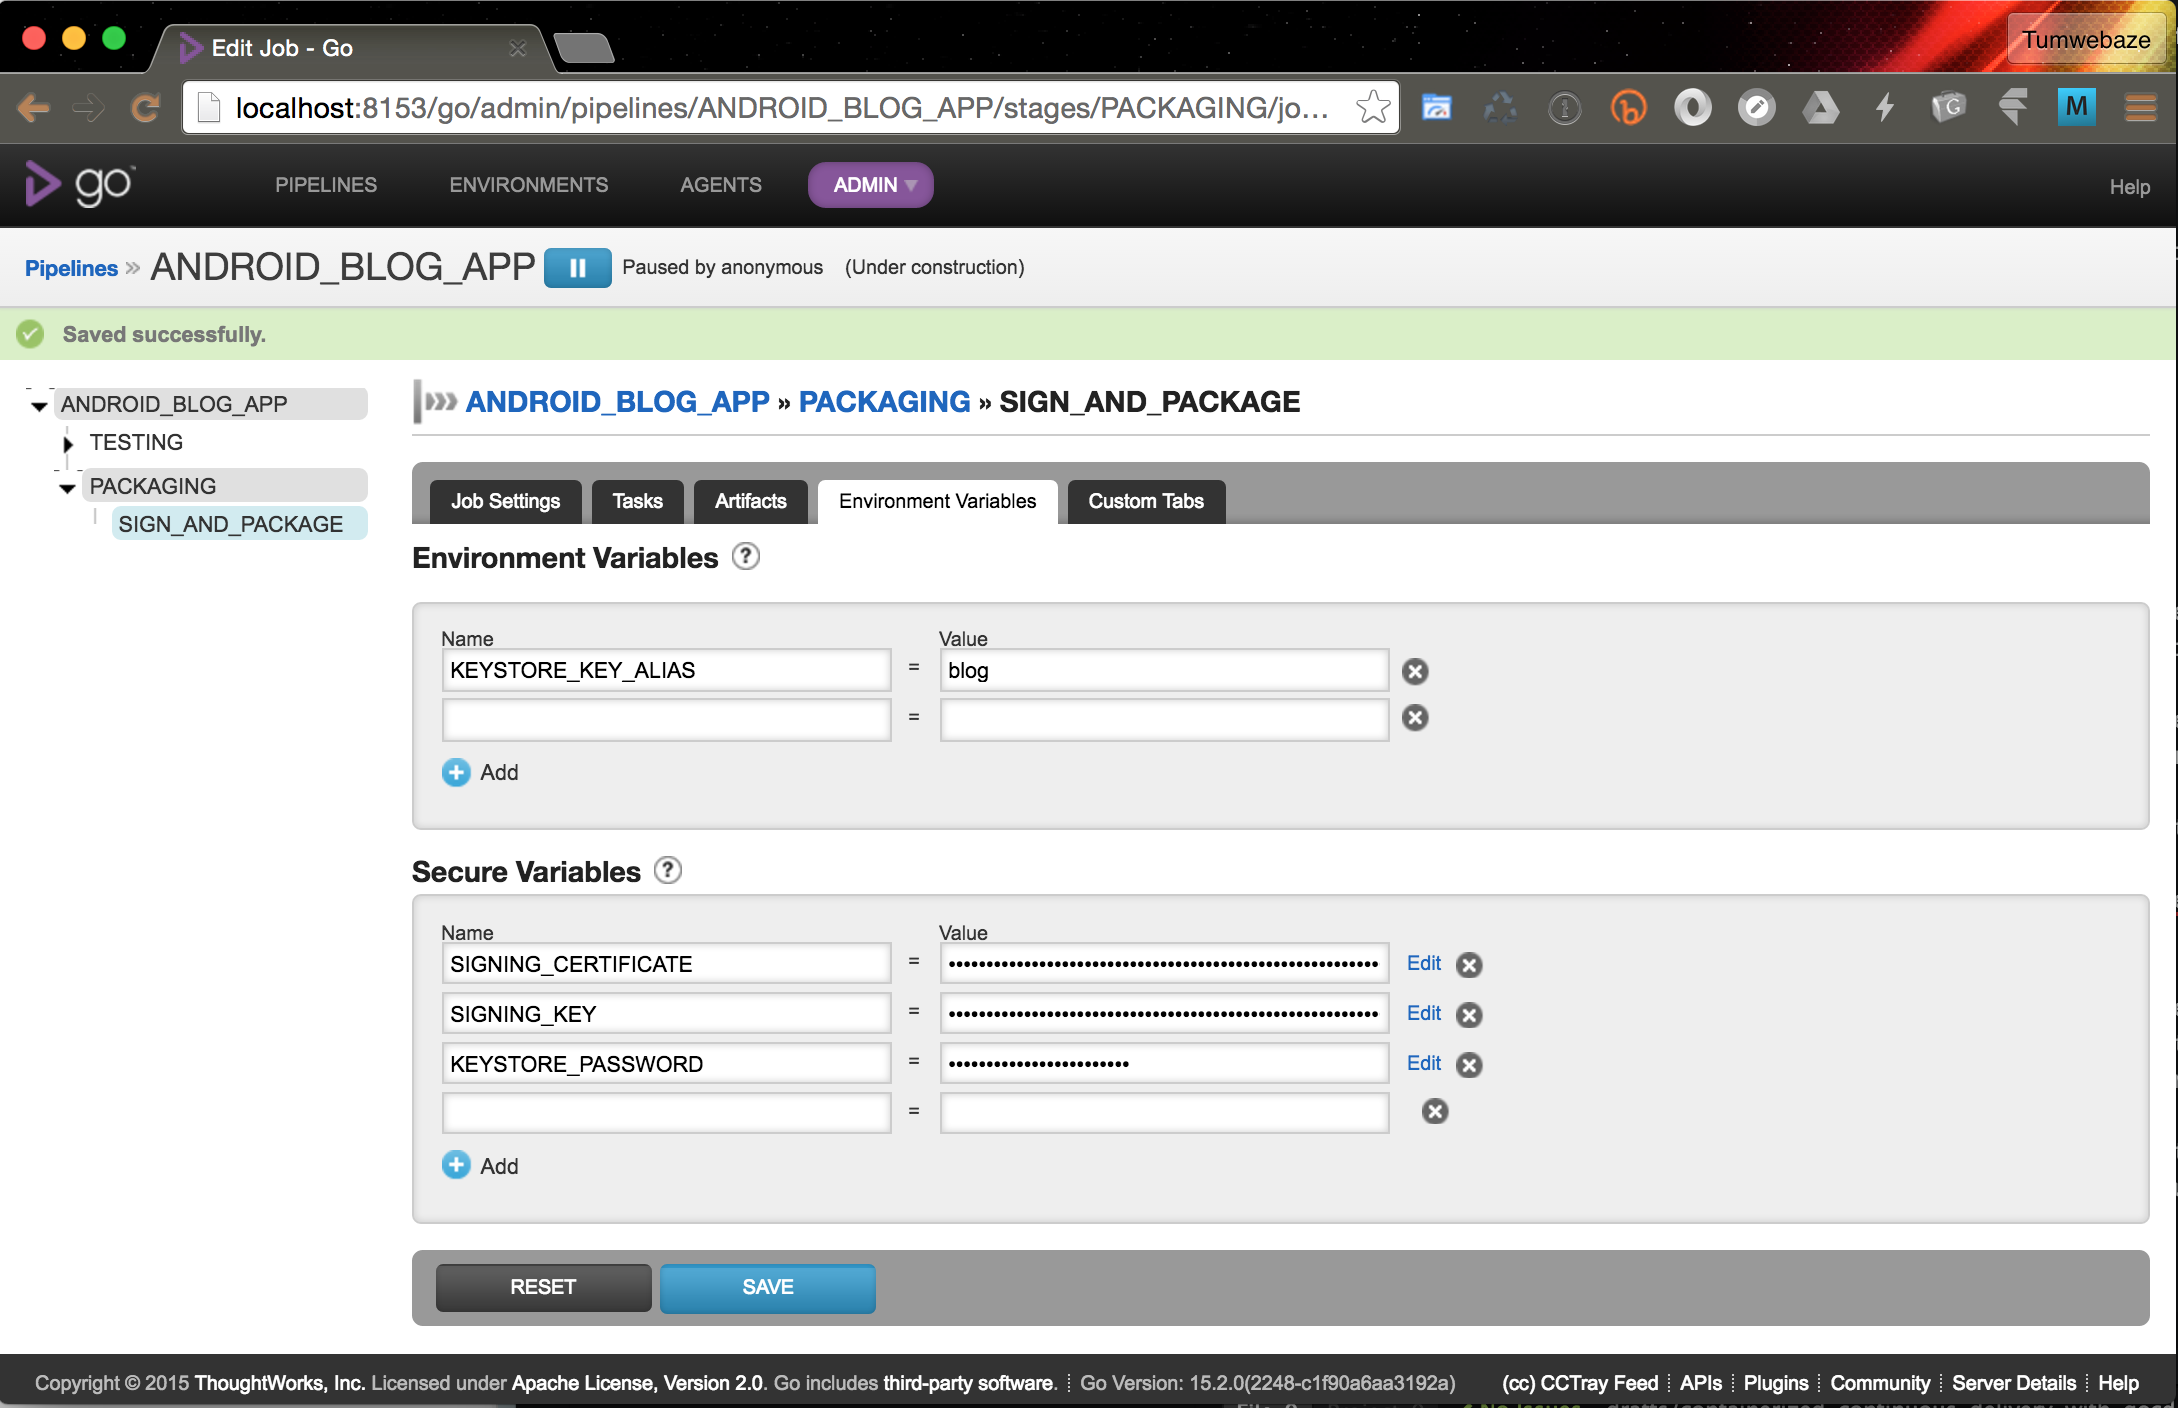 Edit Job - Go
Tumwebaze
localhost:8153/go/admin/pipelines/ANDROID_BLOG_APP/stages/PACKAGING/jo...
go PIPELINES ENVIRONMENTS AGENTS ADMIN Help
Pipelines » ANDROID_BLOG_APP Paused by anonymous (Under construction)
Saved successfully.
ANDROID_BLOG_APP
TESTING
PACKAGING
SIGN_AND_PACKAGE
ANDROID_BLOG_APP » PACKAGING » SIGN_AND_PACKAGE
Job Settings Tasks Artifacts Environment Variables Custom Tabs
Environment Variables ?
Name Value
KEYSTORE_KEY_ALIAS = blog
=
Add
Secure Variables ?
Name Value
SIGNING_CERTIFICATE = Edit
SIGNING_KEY = Edit
KEYSTORE_PASSWORD = Edit
=
Add
RESET SAVE
Copyright © 2015 ThoughtWorks, Inc. Licensed under Apache License, Version 2.0. Go includes third-party software. Go Version: 15.2.0(2248-c1f90a6aa3192a) (cc) CCTray Feed APIs Plugins Community Server Details Help